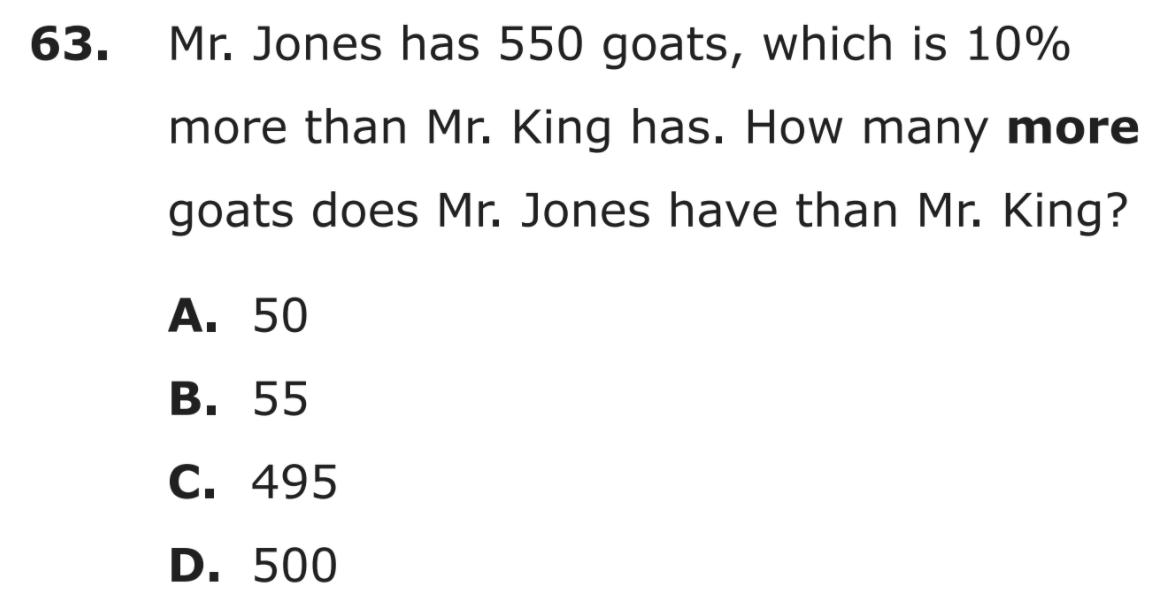 63. Mr. Jones has 550 goats, which is 10%
more than Mr. King has. How many more
goats does Mr. Jones have than Mr. King?
A. 50
B. 55
C. 495
D. 500